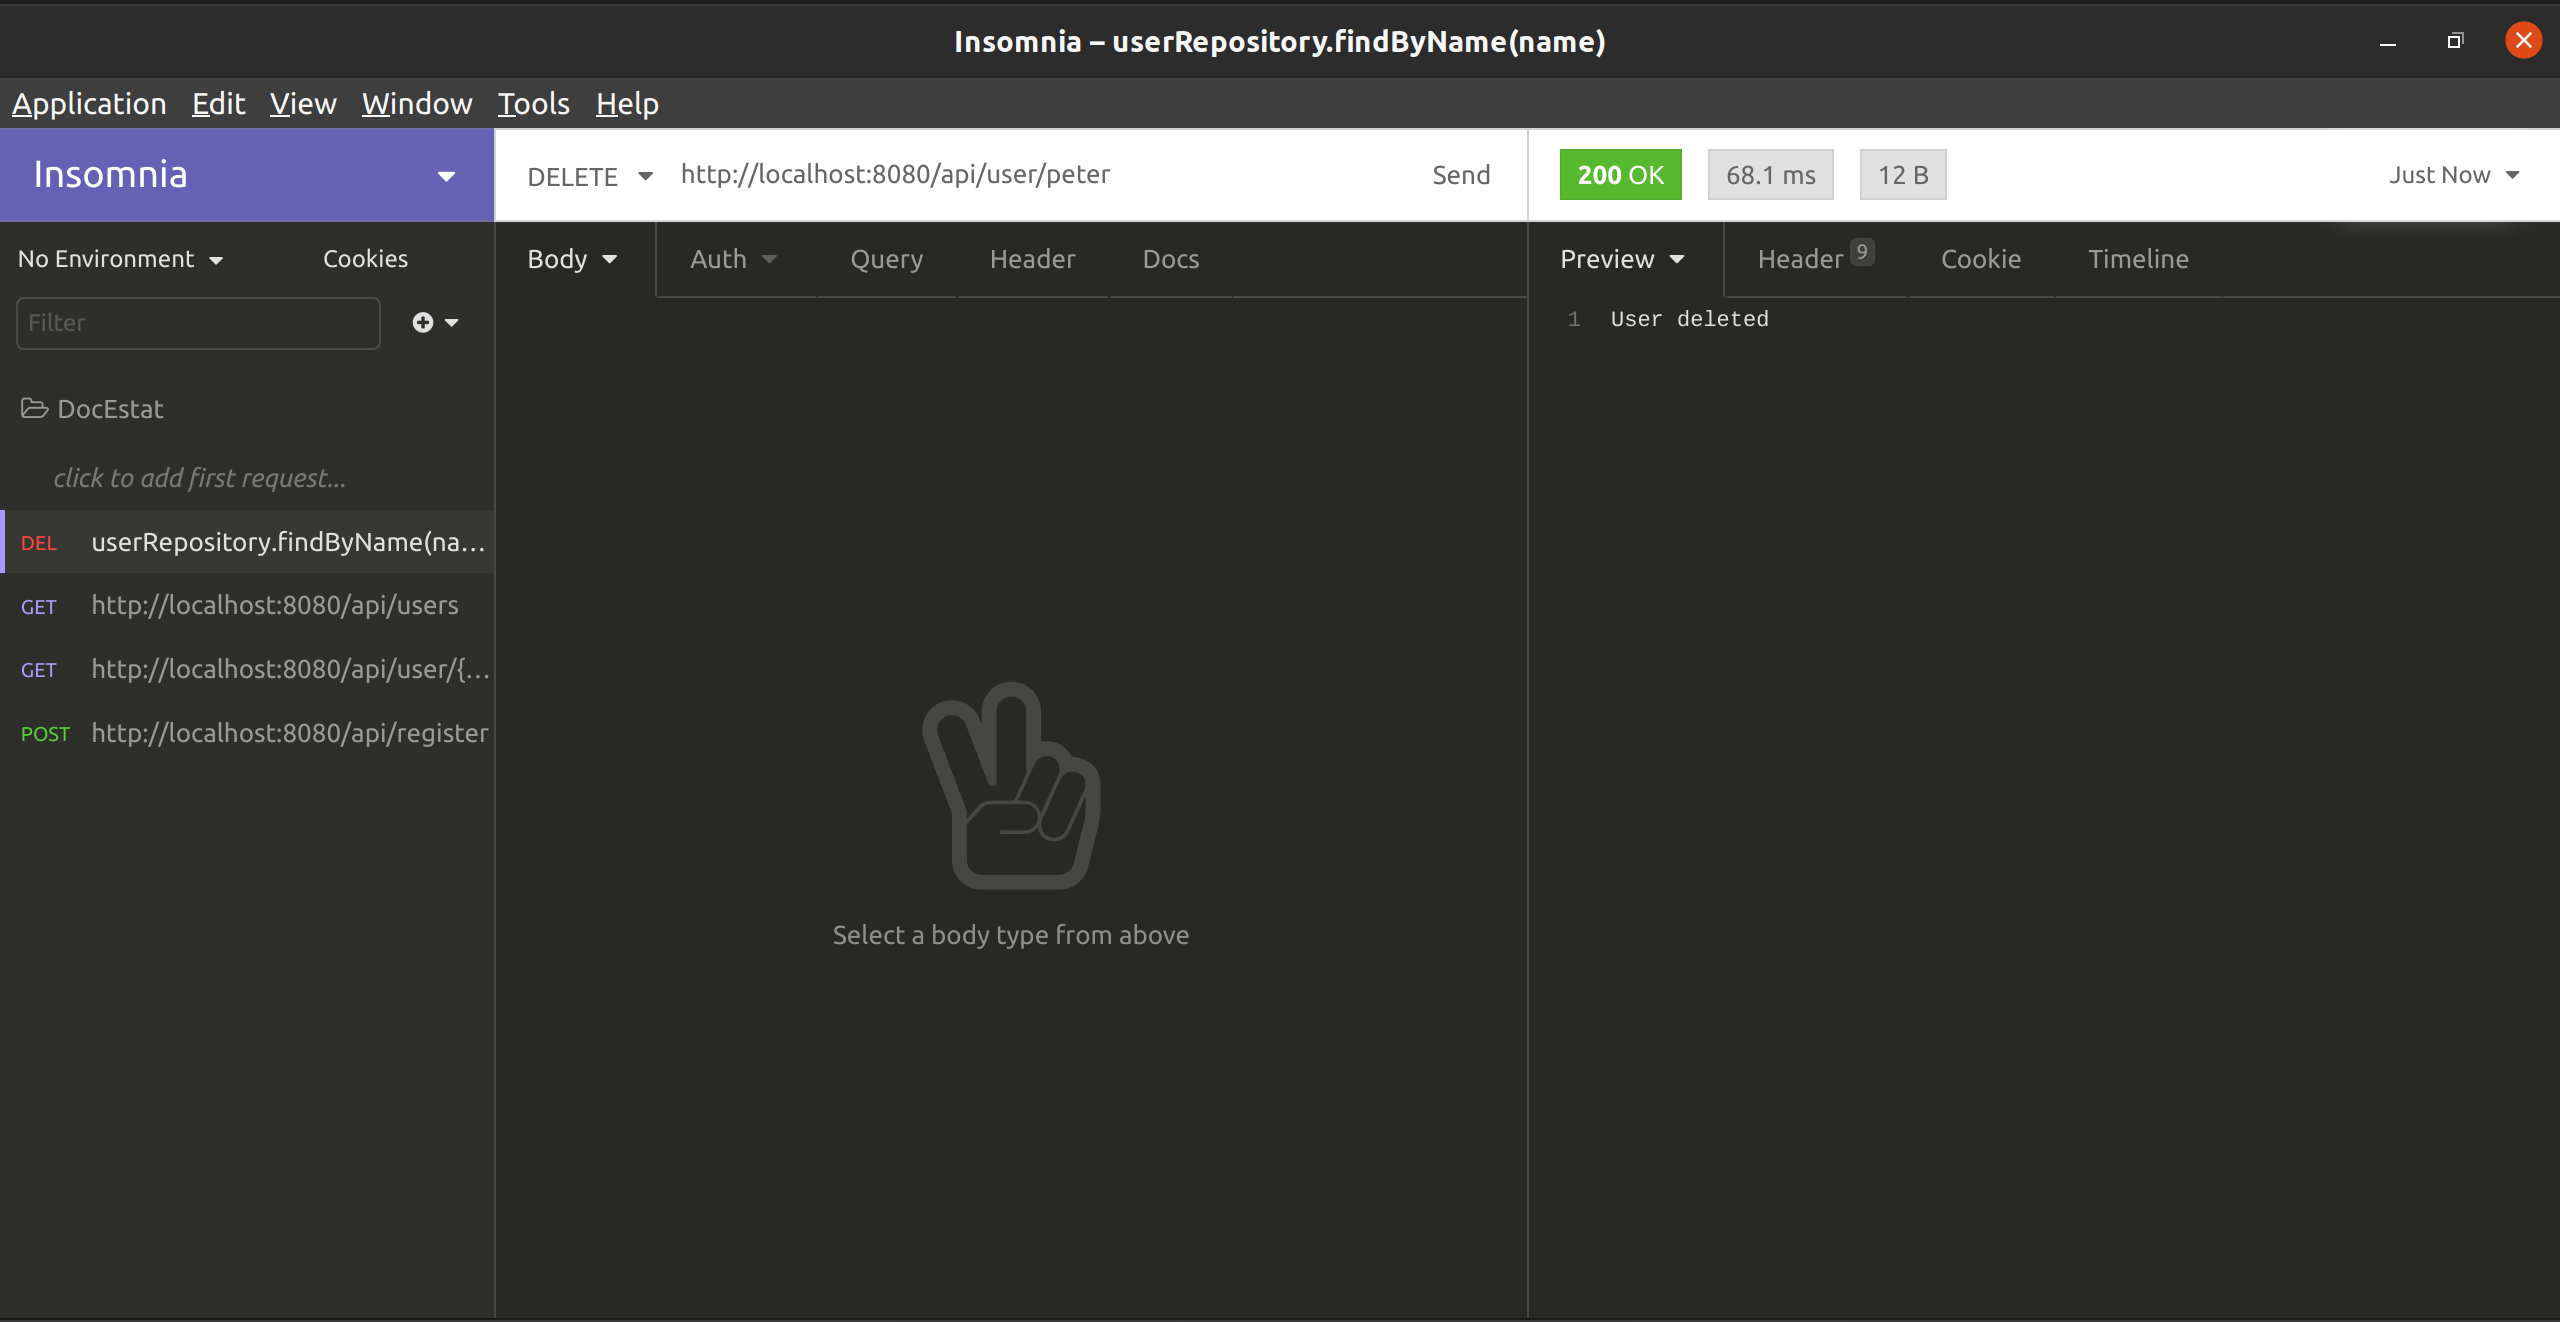 Insomnia – userRepository.findByName(name)
Application Edit View Window Tools Help
Insomnia
DELETE http://localhost:8080/api/user/peter Send
200 OK 68.1 ms 12 B Just Now
No Environment Cookies
Body Auth Query Header Docs
Preview Header 9 Cookie Timeline
Filter
1 User deleted
DocEstat
click to add first request...
DEL userRepository.findByName(na...
GET http://localhost:8080/api/users
GET http://localhost:8080/api/user/{...
POST http://localhost:8080/api/register
Select a body type from above